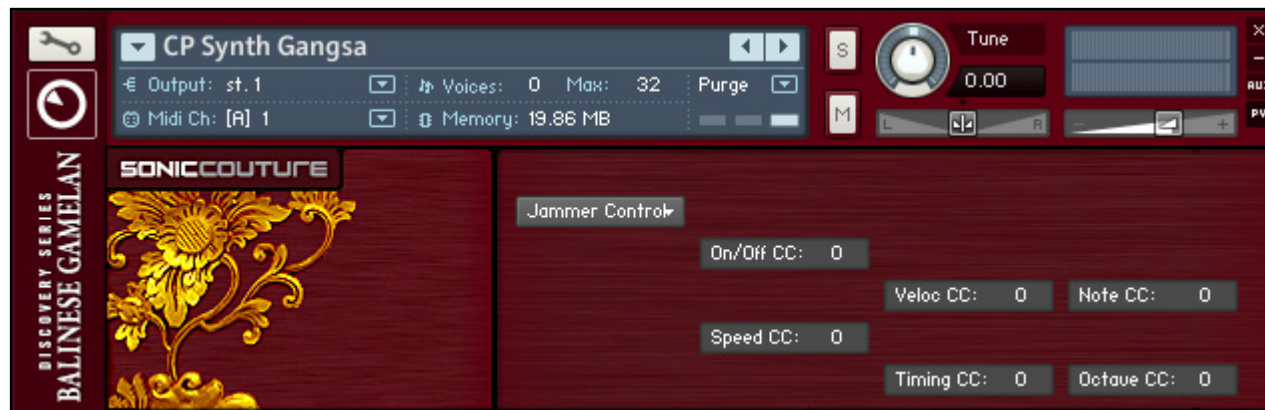 CP Synth Gangsa
Output: st. 1
Voices: 0 Max: 32
Purge
Midi Ch: [A] 1
Memory: 19.86 MB
S
M
Tune
0.00
L R
- +
×
-
AUX
PV
DISCOVERY SERIES
BALINESE GAMELAN
SONICCOUTURE
Jammer Control
On/Off CC: 0
Veloc CC: 0 Note CC: 0
Speed CC: 0
Timing CC: 0 Octave CC: 0